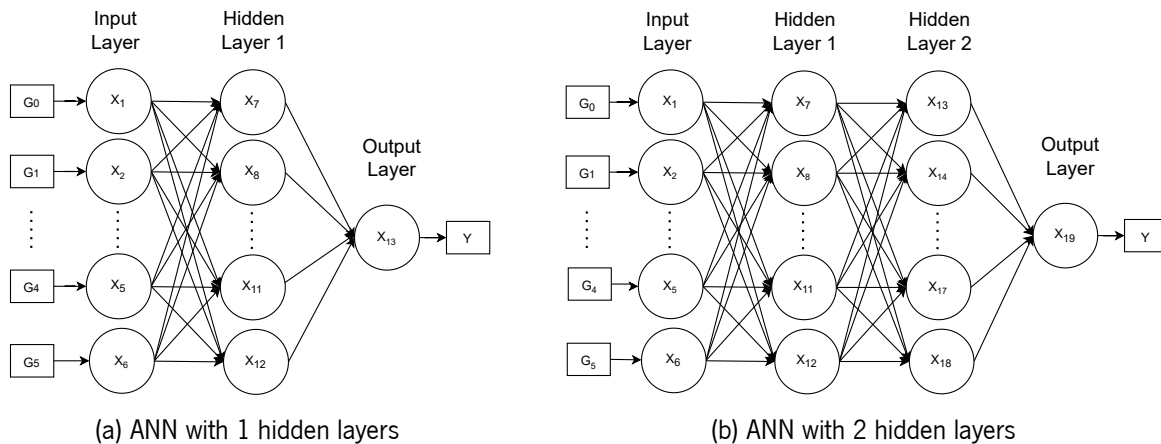 Input
Layer
Hidden
Layer 1
G0
X1
X7
G1
X2
X8
Output
Layer
X13
Y
G4
X5
X11
G5
X6
X12
(a) ANN with 1 hidden layers
Input
Layer
Hidden
Layer 1
Hidden
Layer 2
G0
X1
X7
X13
G1
X2
X8
X14
Output
Layer
X19
Y
G4
X5
X11
X17
G5
X6
X12
X18
(b) ANN with 2 hidden layers